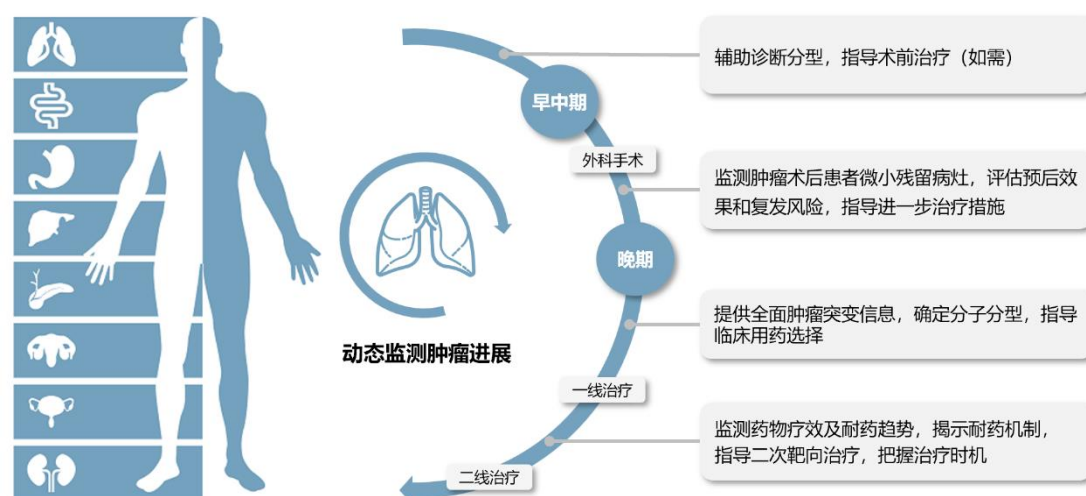 辅助诊断分型，指导术前治疗（如需）
早中期
外科手术
监测肿瘤术后患者微小残留病灶，评估预后效
果和复发风险，指导进一步治疗措施
晚期
提供全面肿瘤突变信息，确定分子分型，指导
临床用药选择
动态监测肿瘤进展
一线治疗
监测药物疗效及耐药趋势，揭示耐药机制，
指导二次靶向治疗，把握治疗时机
二线治疗